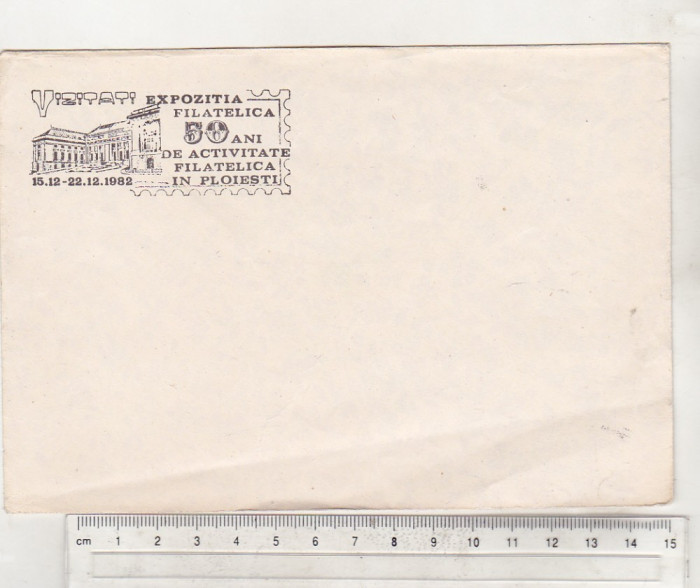 VIZITATI EXPOZITIA
FILATELICA
50 ANI
DE ACTIVITATE
FILATELICA
15.12-22.12.1982 IN PLOIESTI
cm 1 2 3 4 5 6 7 8 9 10 11 12 13 14 15